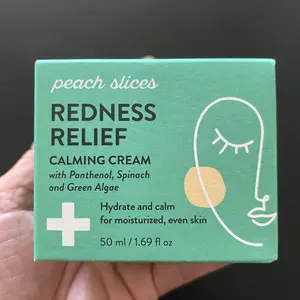 peach slices
REDNESS
RELIEF
CALMING CREAM
with Panthenol, Spinach
and Green Algae
Hydrate and calm
for moisturized, even skin
50 ml / 1.69 fl oz